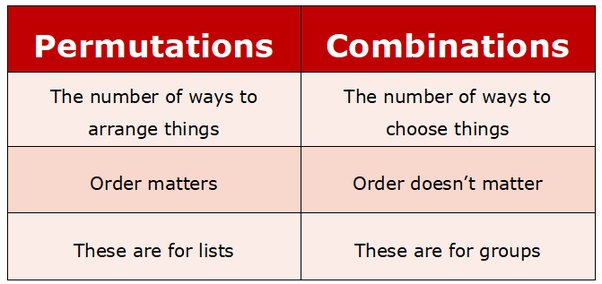 Permutations
Combinations
The number of ways to
arrange things
The number of ways to
choose things
Order matters
Order doesn’t matter
These are for lists
These are for groups